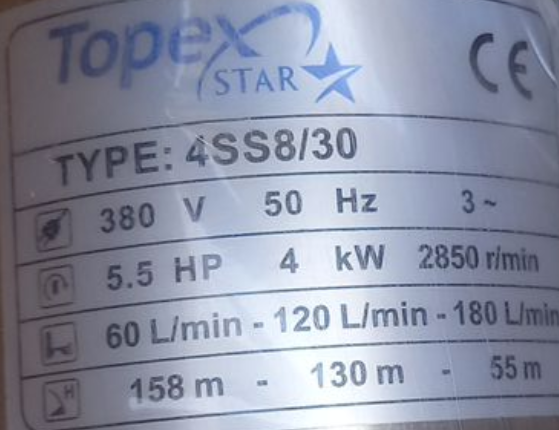 Topex
STAR
CE
TYPE: 4SS8/30
380 V 50 Hz 3 ~
5.5 HP 4 kW 2850 r/min
60 L/min - 120 L/min - 180 L/min
H
158 m - 130 m - 55 m